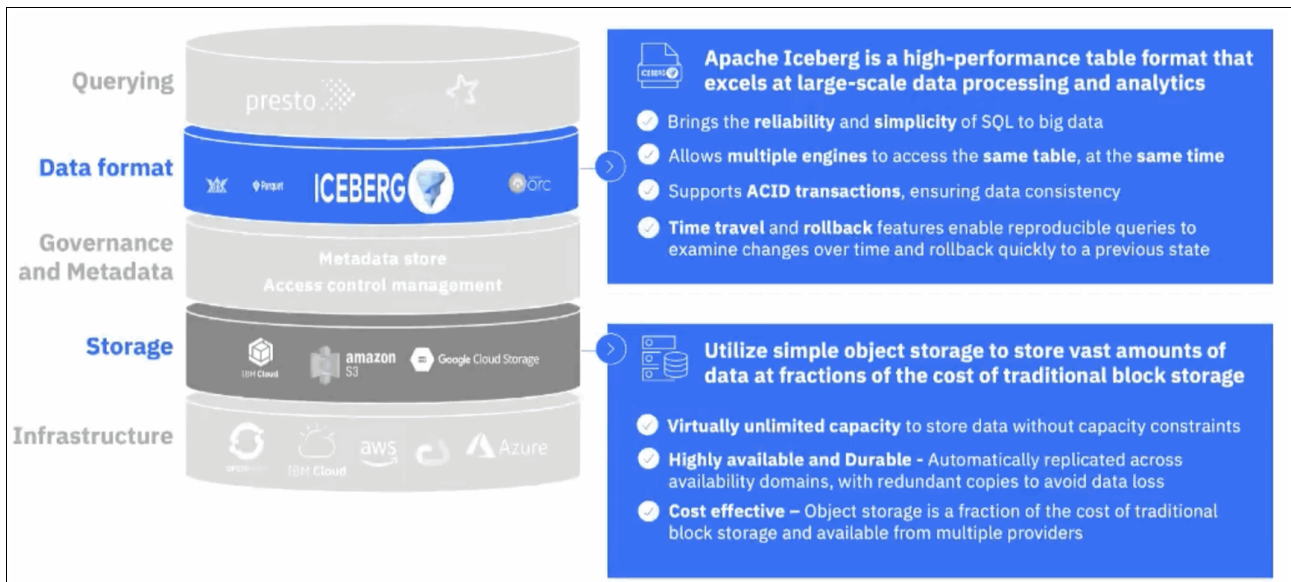 Querying
presto
Data format
Parquet
ICEBERG
orc
Governance
and Metadata
Metadata store
Access control management
Storage
IBM Cloud
amazon
S3
Google Cloud Storage
Infrastructure
IBM Cloud
aws
Azure
ICEBERG
Apache Iceberg is a high-performance table format that
excels at large-scale data processing and analytics
Brings the reliability and simplicity of SQL to big data
Allows multiple engines to access the same table, at the same time
Supports ACID transactions, ensuring data consistency
Time travel and rollback features enable reproducible queries to
examine changes over time and rollback quickly to a previous state
Utilize simple object storage to store vast amounts of
data at fractions of the cost of traditional block storage
Virtually unlimited capacity to store data without capacity constraints
Highly available and Durable - Automatically replicated across
availability domains, with redundant copies to avoid data loss
Cost effective – Object storage is a fraction of the cost of traditional
block storage and available from multiple providers